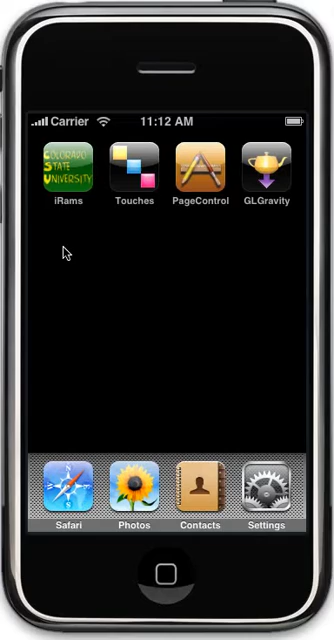 Carrier 11:12 AM
COLORADO
STATE
UNIVERSITY
iRams Touches PageControl GLGravity
Safari Photos Contacts Settings